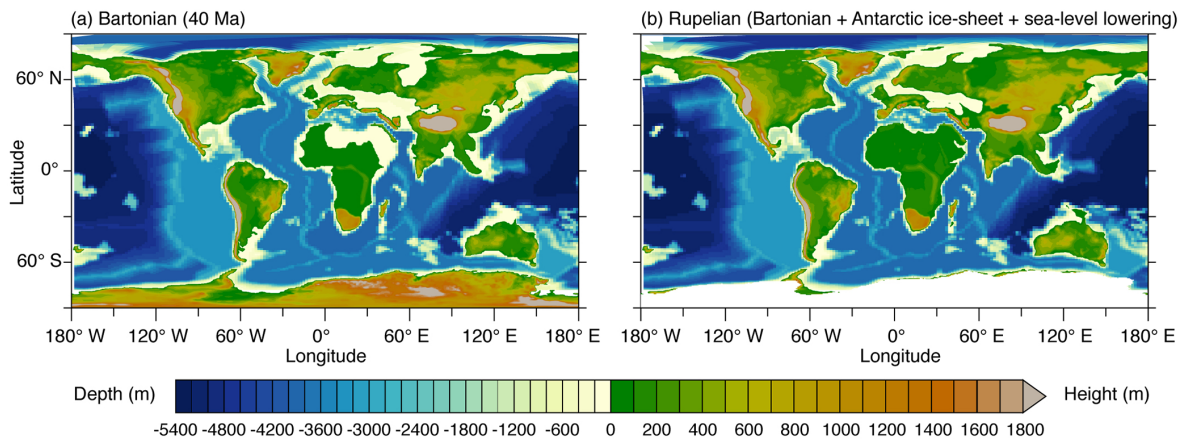 (a) Bartonian (40 Ma)
(b) Rupelian (Bartonian + Antarctic ice-sheet + sea-level lowering)
Latitude
60° N
0°
60° S
180° W 120° W 60° W 0° 60° E 120° E 180° E
180° W 120° W 60° W 0° 60° E 120° E 180° E
Longitude
Longitude
Depth (m)
Height (m)
-5400 -4800 -4200 -3600 -3000 -2400 -1800 -1200 -600 0 200 400 600 800 1000 1200 1400 1600 1800